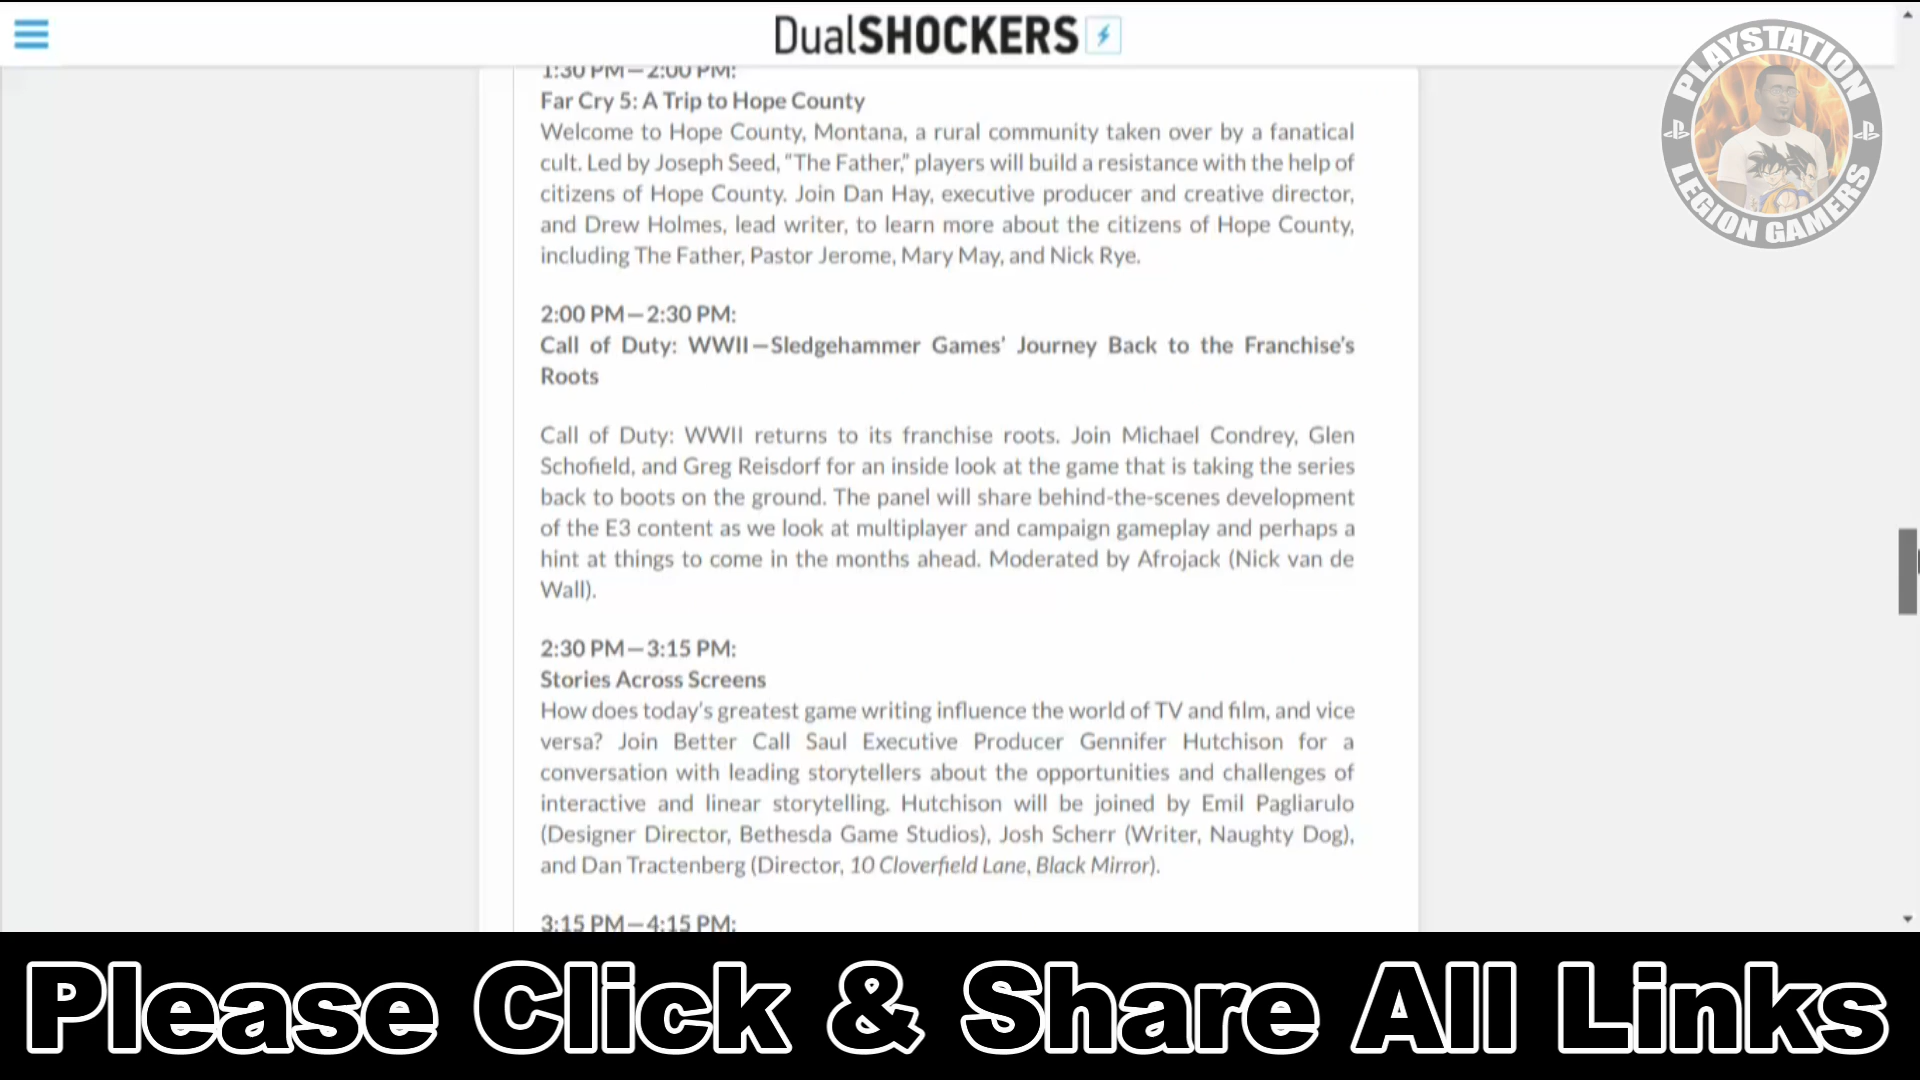 DualSHOCKERS
PLAYSTATION
LEGION GAMERS
1:30 PM—2:00 PM:
Far Cry 5: A Trip to Hope County
Welcome to Hope County, Montana, a rural community taken over by a fanatical
cult. Led by Joseph Seed, “The Father,” players will build a resistance with the help of
citizens of Hope County. Join Dan Hay, executive producer and creative director,
and Drew Holmes, lead writer, to learn more about the citizens of Hope County,
including The Father, Pastor Jerome, Mary May, and Nick Rye.
2:00 PM—2:30 PM:
Call of Duty: WWII—Sledgehammer Games’ Journey Back to the Franchise’s
Roots
Call of Duty: WWII returns to its franchise roots. Join Michael Condrey, Glen
Schofield, and Greg Reisdorf for an inside look at the game that is taking the series
back to boots on the ground. The panel will share behind-the-scenes development
of the E3 content as we look at multiplayer and campaign gameplay and perhaps a
hint at things to come in the months ahead. Moderated by Afrojack (Nick van de
Wall).
2:30 PM—3:15 PM:
Stories Across Screens
How does today’s greatest game writing influence the world of TV and film, and vice
versa? Join Better Call Saul Executive Producer Gennifer Hutchison for a
conversation with leading storytellers about the opportunities and challenges of
interactive and linear storytelling. Hutchison will be joined by Emil Pagliarulo
(Designer Director, Bethesda Game Studios), Josh Scherr (Writer, Naughty Dog),
and Dan Tractenberg (Director, 10 Cloverfield Lane, Black Mirror).
3:15 PM—4:15 PM:
Please Click & Share All Links